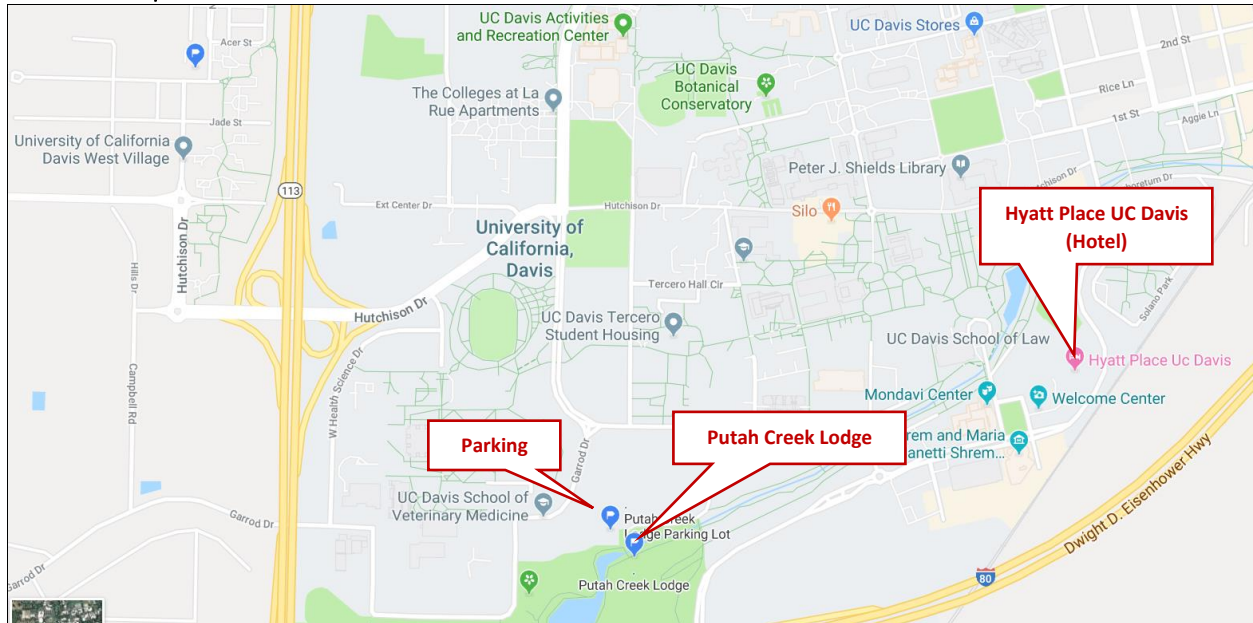 Acer St
UC Davis Activities
and Recreation Center
UC Davis Stores
2nd St
UC Davis
Botanical
Conservatory
The Colleges at La
Rue Apartments
Rice Ln
1st St
Aggie Ln
Jade St
University of California
Davis West Village
Peter J. Shields Library
113
Ext Center Dr
Hutchison Dr
Silo
University of
California,
Davis
Hyatt Place UC Davis
(Hotel)
Hutchison Dr
Hills Dr
Tercero Hall Cir
Solano Park
Hutchison Dr
UC Davis Tercero
Student Housing
UC Davis School of Law
Hyatt Place Uc Davis
Campbell Rd
W Health Science Dr
Mondavi Center
Welcome Center
Parking
Putah Creek Lodge
rem and Maria
anetti Shrem...
Garrod Dr
UC Davis School of
Veterinary Medicine
Putah Creek
Lodge Parking Lot
Garrod Dr
Dwight D. Eisenhower Hwy
Garrod Dr
Putah Creek Lodge
80